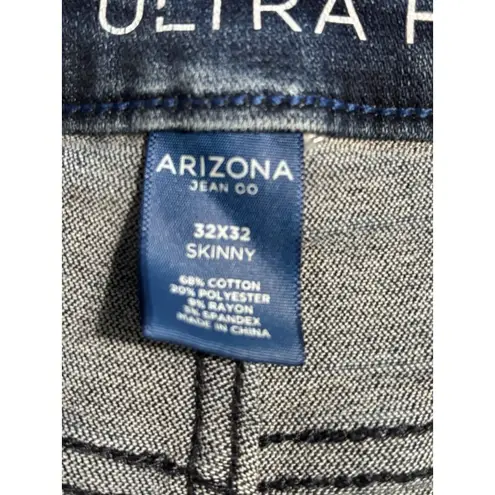 ULTRA F
ARIZONA
JEAN CO
32X32
SKINNY
68% COTTON
20% POLYESTER
9% RAYON
3% SPANDEX
MADE IN CHINA